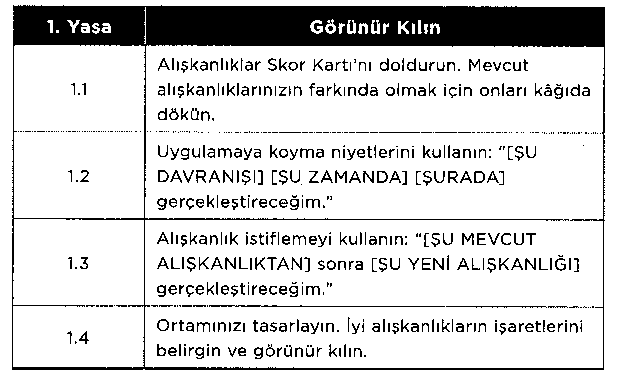 1. Yasa Görünür Kılın
1.1 Alışkanlıklar Skor Kartı'nı doldurun. Mevcut
alışkanlıklarınızın farkında olmak için onları kâğıda
dökün.
1.2 Uygulamaya koyma niyetlerini kullanın: "[ŞU
DAVRANIŞI] [ŞU ZAMANDA] [ŞURADA]
gerçekleştireceğim."
1.3 Alışkanlık istiflemeyi kullanın: "[ŞU MEVCUT
ALIŞKANLIKTAN] sonra [ŞU YENİ ALIŞKANLIĞI]
gerçekleştireceğim."
1.4 Ortamınızı tasarlayın. İyi alışkanlıkların işaretlerini
belirgin ve görünür kılın.